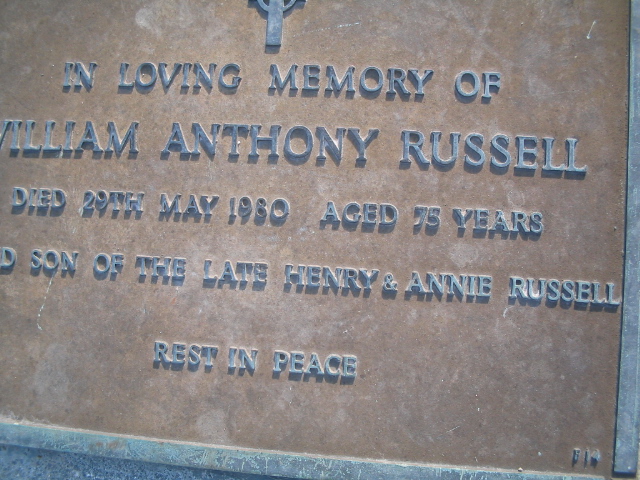 IN LOVING MEMORY OF
WILLIAM ANTHONY RUSSELL
DIED 29TH MAY 1980 AGED 75 YEARS
D SON OF THE LATE HENRY & ANNIE RUSSELL
REST IN PEACE